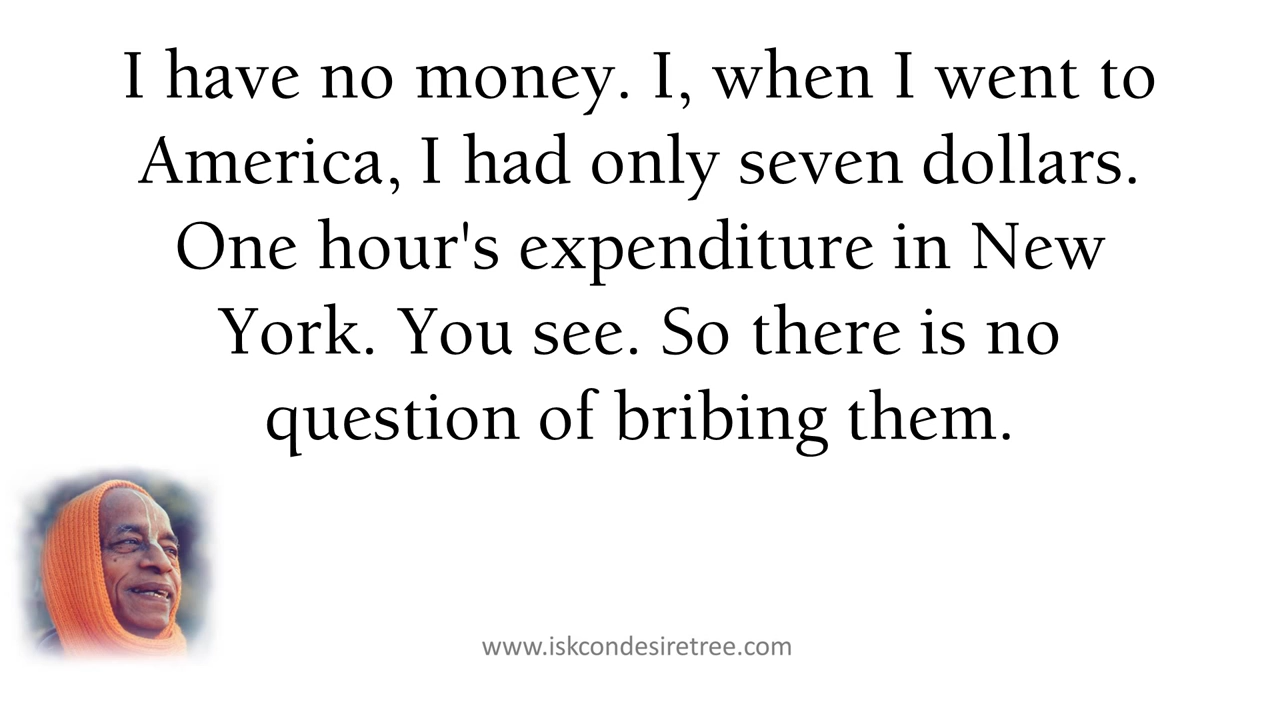 I have no money. I, when I went to
America, I had only seven dollars.
One hour's expenditure in New
York. You see. So there is no
question of bribing them.
www.iskcondesiretree.com